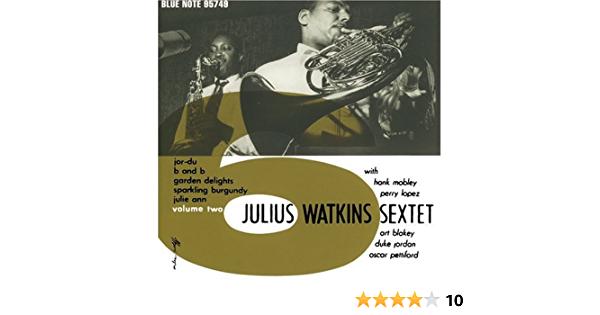 BLUE NOTE 95749
jor-du
b and b
garden delights
sparkling burgundy
julie ann
volume two
with
hank mobley
perry lopez
JULIUS WATKINS SEXTET
art blakey
duke jordan
oscar pettiford
10